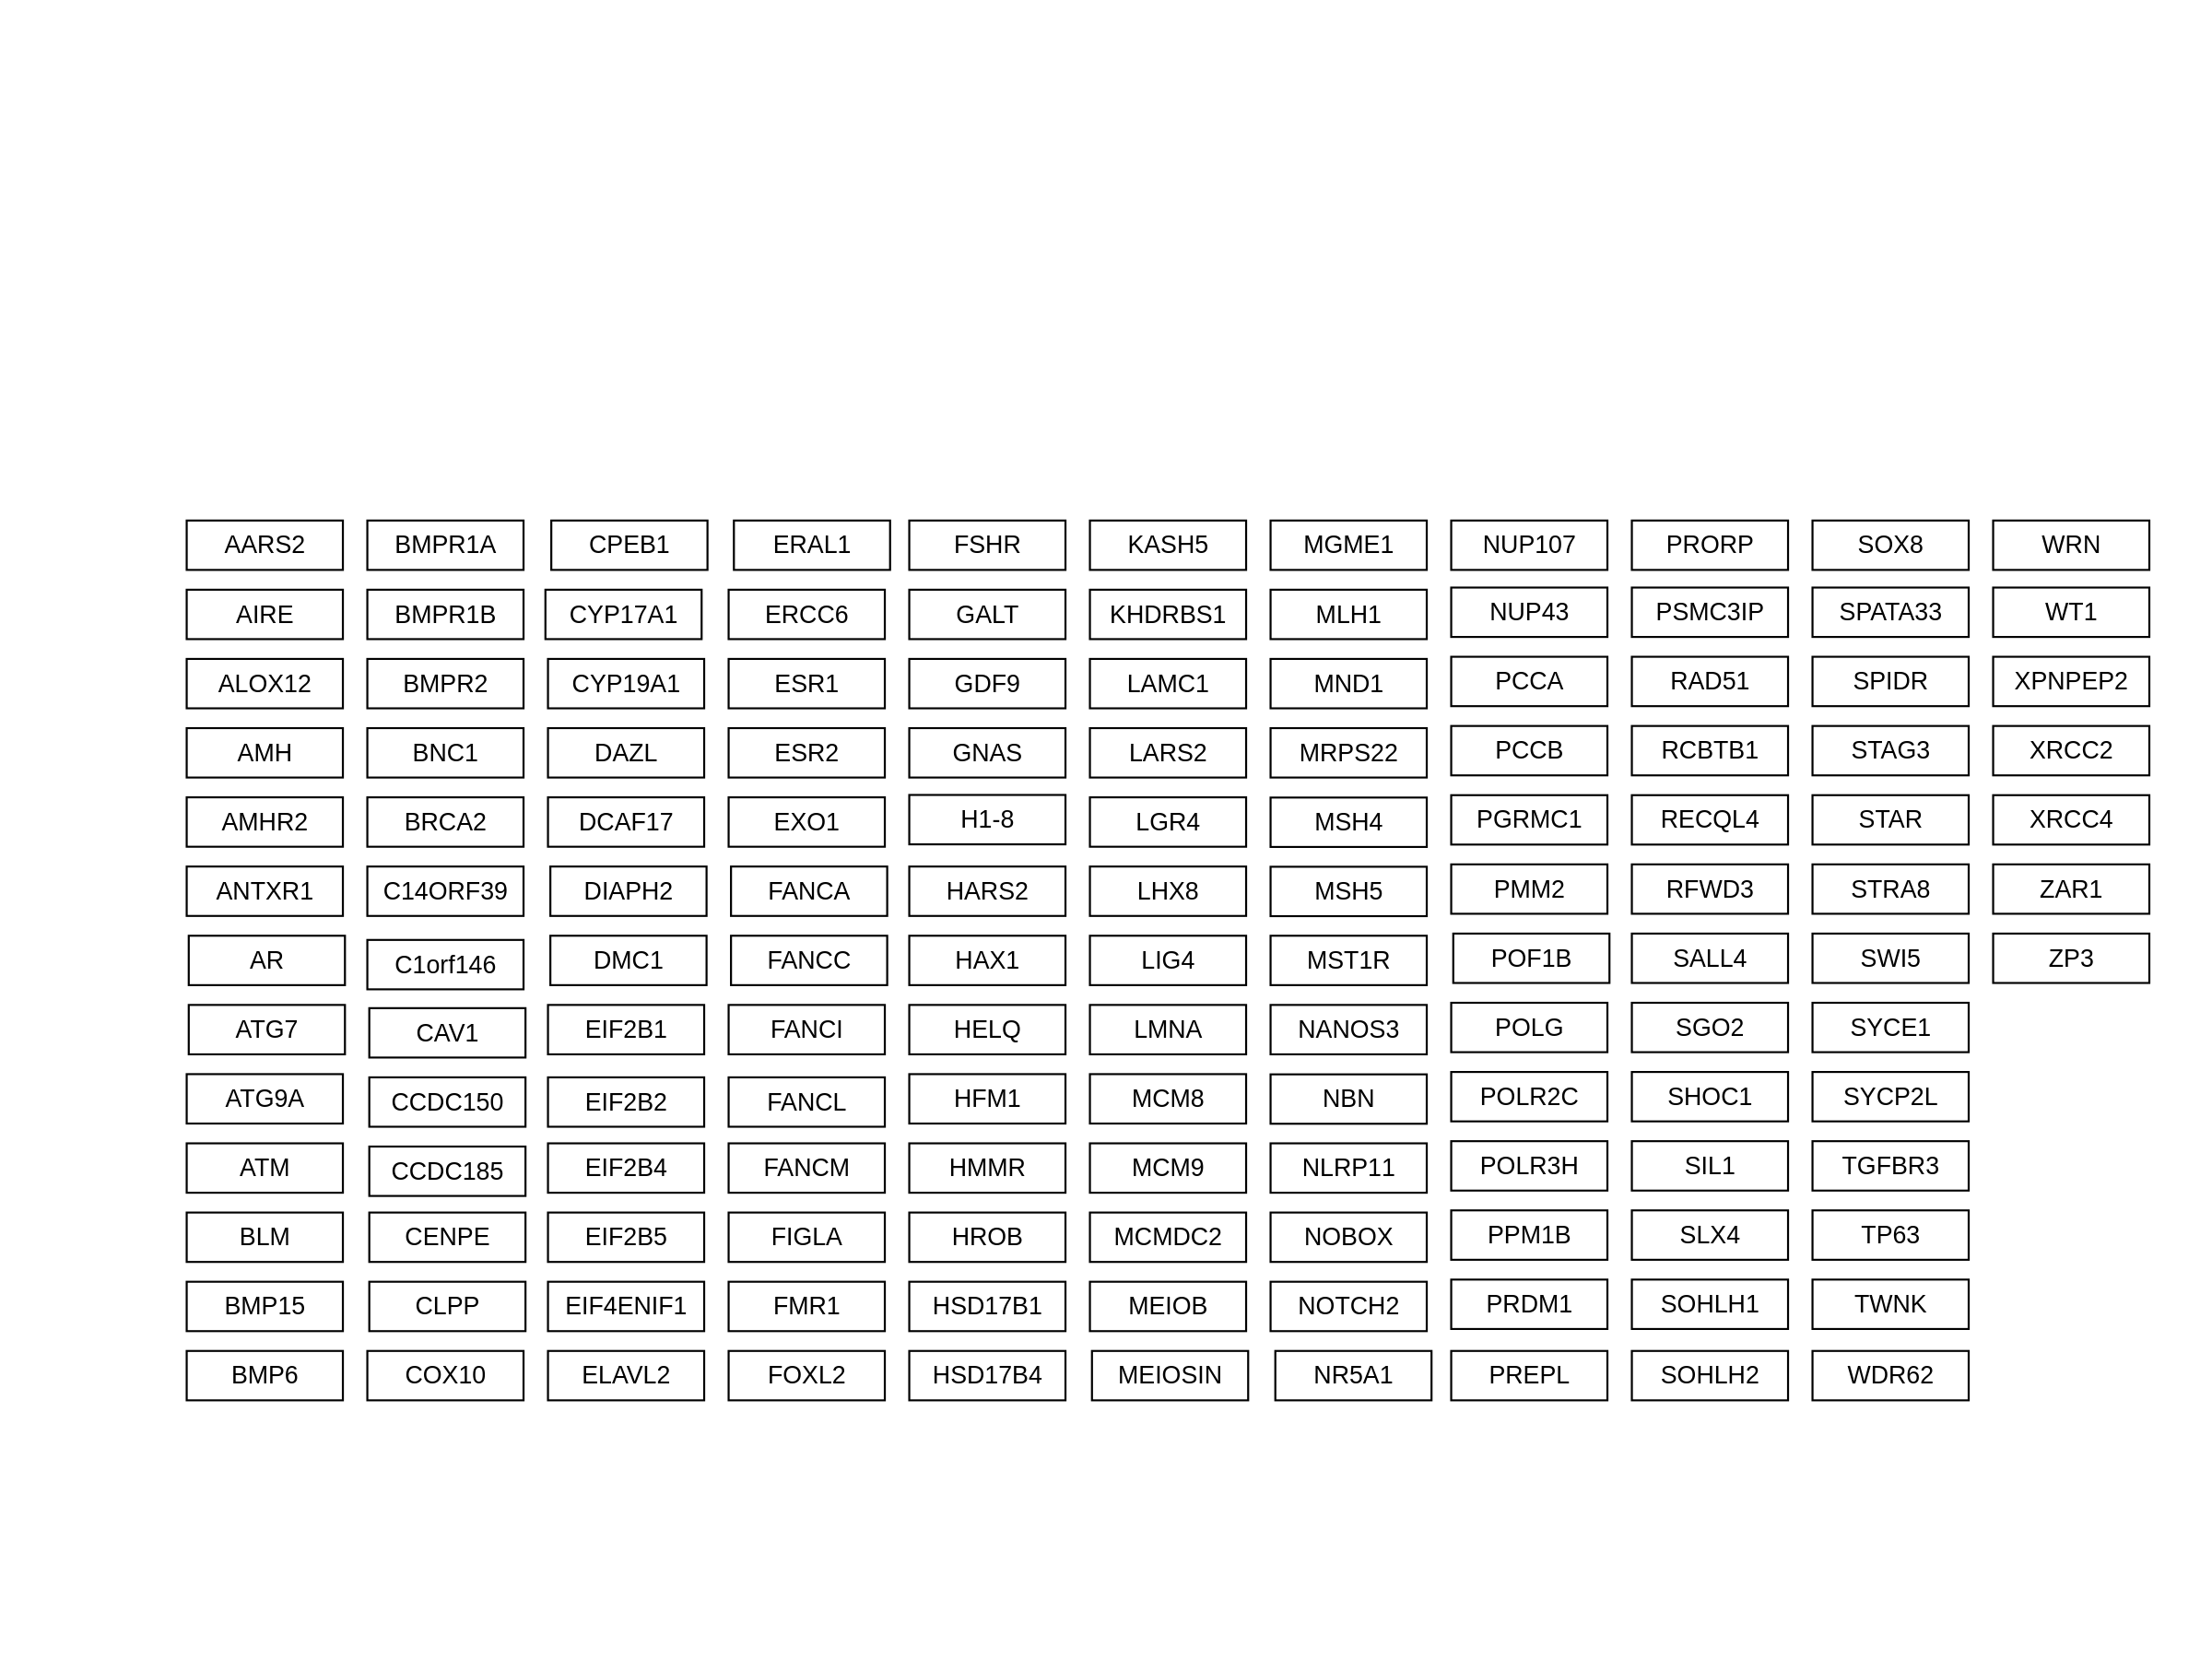 AARS2 BMPR1A CPEB1 ERAL1 FSHR KASH5 MGME1 NUP107 PRORP SOX8 WRN
AIRE BMPR1B CYP17A1 ERCC6 GALT KHDRBS1 MLH1 NUP43 PSMC3IP SPATA33 WT1
ALOX12 BMPR2 CYP19A1 ESR1 GDF9 LAMC1 MND1 PCCA RAD51 SPIDR XPNPEP2
AMH BNC1 DAZL ESR2 GNAS LARS2 MRPS22 PCCB RCBTB1 STAG3 XRCC2
AMHR2 BRCA2 DCAF17 EXO1 H1-8 LGR4 MSH4 PGRMC1 RECQL4 STAR XRCC4
ANTXR1 C14ORF39 DIAPH2 FANCA HARS2 LHX8 MSH5 PMM2 RFWD3 STRA8 ZAR1
AR C1orf146 DMC1 FANCC HAX1 LIG4 MST1R POF1B SALL4 SWI5 ZP3
ATG7 CAV1 EIF2B1 FANCI HELQ LMNA NANOS3 POLG SGO2 SYCE1
ATG9A CCDC150 EIF2B2 FANCL HFM1 MCM8 NBN POLR2C SHOC1 SYCP2L
ATM CCDC185 EIF2B4 FANCM HMMR MCM9 NLRP11 POLR3H SIL1 TGFBR3
BLM CENPE EIF2B5 FIGLA HROB MCMDC2 NOBOX PPM1B SLX4 TP63
BMP15 CLPP EIF4ENIF1 FMR1 HSD17B1 MEIOB NOTCH2 PRDM1 SOHLH1 TWNK
BMP6 COX10 ELAVL2 FOXL2 HSD17B4 MEIOSIN NR5A1 PREPL SOHLH2 WDR62